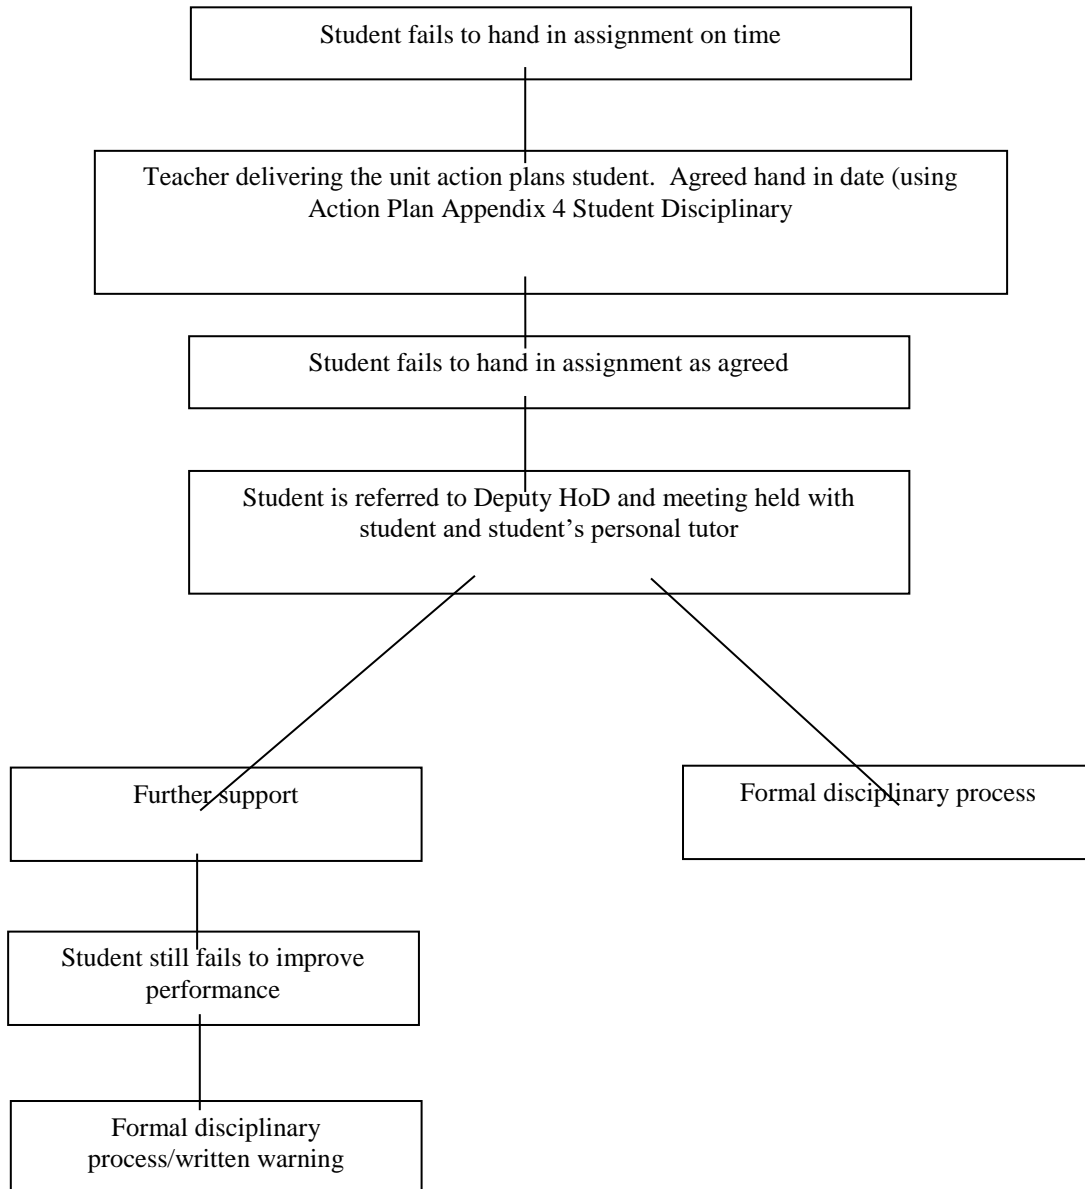 Student fails to hand in assignment on time
Teacher delivering the unit action plans student.  Agreed hand in date (using
Action Plan Appendix 4 Student Disciplinary
Student fails to hand in assignment as agreed
Student is referred to Deputy HoD and meeting held with
student and student’s personal tutor
Further support
Formal disciplinary process
Student still fails to improve
performance
Formal disciplinary
process/written warning